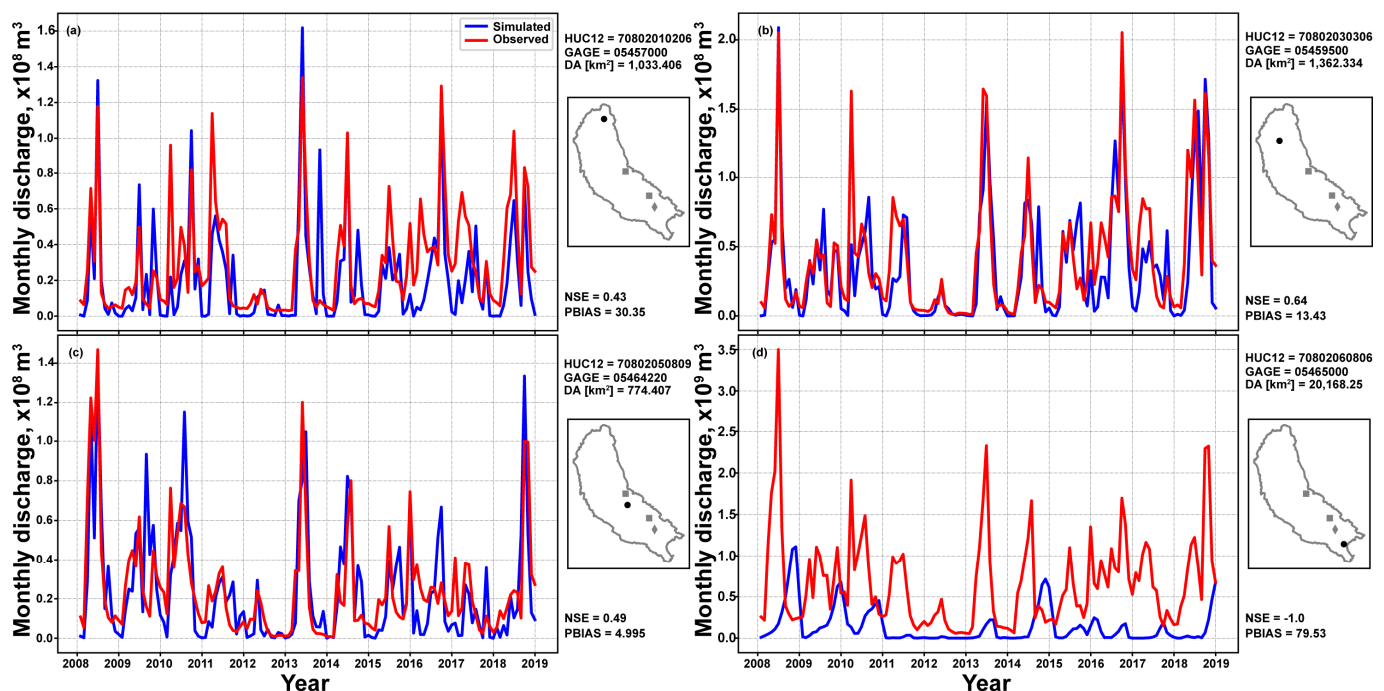 (a)
Simulated
Observed
Monthly discharge, x10⁸ m³
1.6
1.4
1.2
1.0
0.8
0.6
0.4
0.2
0.0
HUC12 = 70802010206
GAGE = 05457000
DA [km²] = 1,033.406
NSE = 0.43
PBIAS = 30.35
(b)
Monthly discharge, x10⁸ m³
2.0
1.5
1.0
0.5
0.0
HUC12 = 70802030306
GAGE = 05459500
DA [km²] = 1,362.334
NSE = 0.64
PBIAS = 13.43
(c)
Monthly discharge, x10⁸ m³
1.4
1.2
1.0
0.8
0.6
0.4
0.2
0.0
2008 2009 2010 2011 2012 2013 2014 2015 2016 2017 2018 2019
Year
HUC12 = 70802050809
GAGE = 05464220
DA [km²] = 774.407
NSE = 0.49
PBIAS = 4.995
(d)
Monthly discharge, x10⁹ m³
3.5
3.0
2.5
2.0
1.5
1.0
0.5
0.0
2008 2009 2010 2011 2012 2013 2014 2015 2016 2017 2018 2019
Year
HUC12 = 70802060806
GAGE = 05465000
DA [km²] = 20,168.25
NSE = -1.0
PBIAS = 79.53